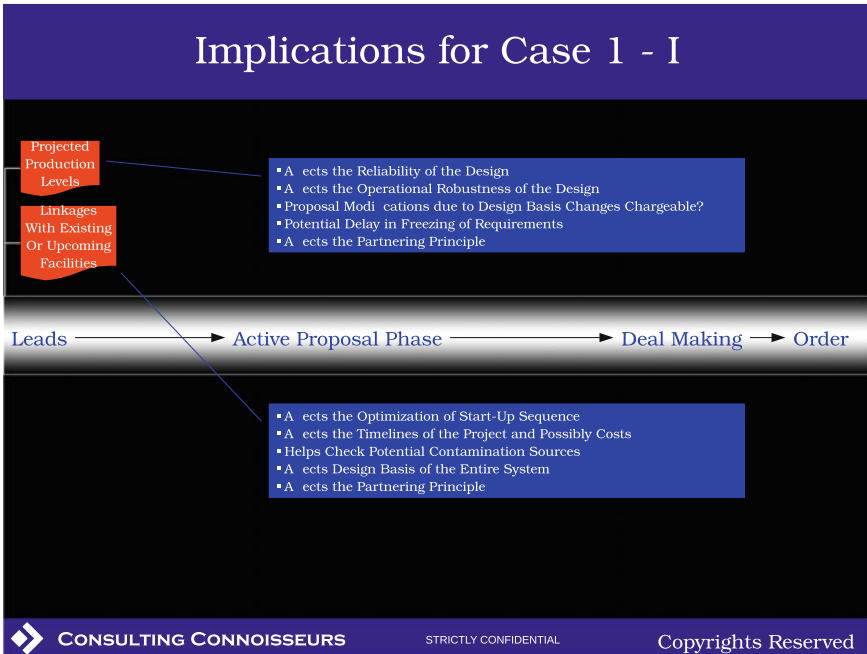 Implications for Case 1 - I
Projected
Production
Levels
Linkages
With Existing
Or Upcoming
Facilities
▪A ects the Reliability of the Design
▪A ects the Operational Robustness of the Design
▪Proposal Modi cations due to Design Basis Changes Chargeable?
▪Potential Delay in Freezing of Requirements
▪A ects the Partnering Principle
Leads Active Proposal Phase Deal Making Order
▪A ects the Optimization of Start-Up Sequence
▪A ects the Timelines of the Project and Possibly Costs
▪Helps Check Potential Contamination Sources
▪A ects Design Basis of the Entire System
▪A ects the Partnering Principle
CONSULTING CONNOISSEURS STRICTLY CONFIDENTIAL Copyrights Reserved